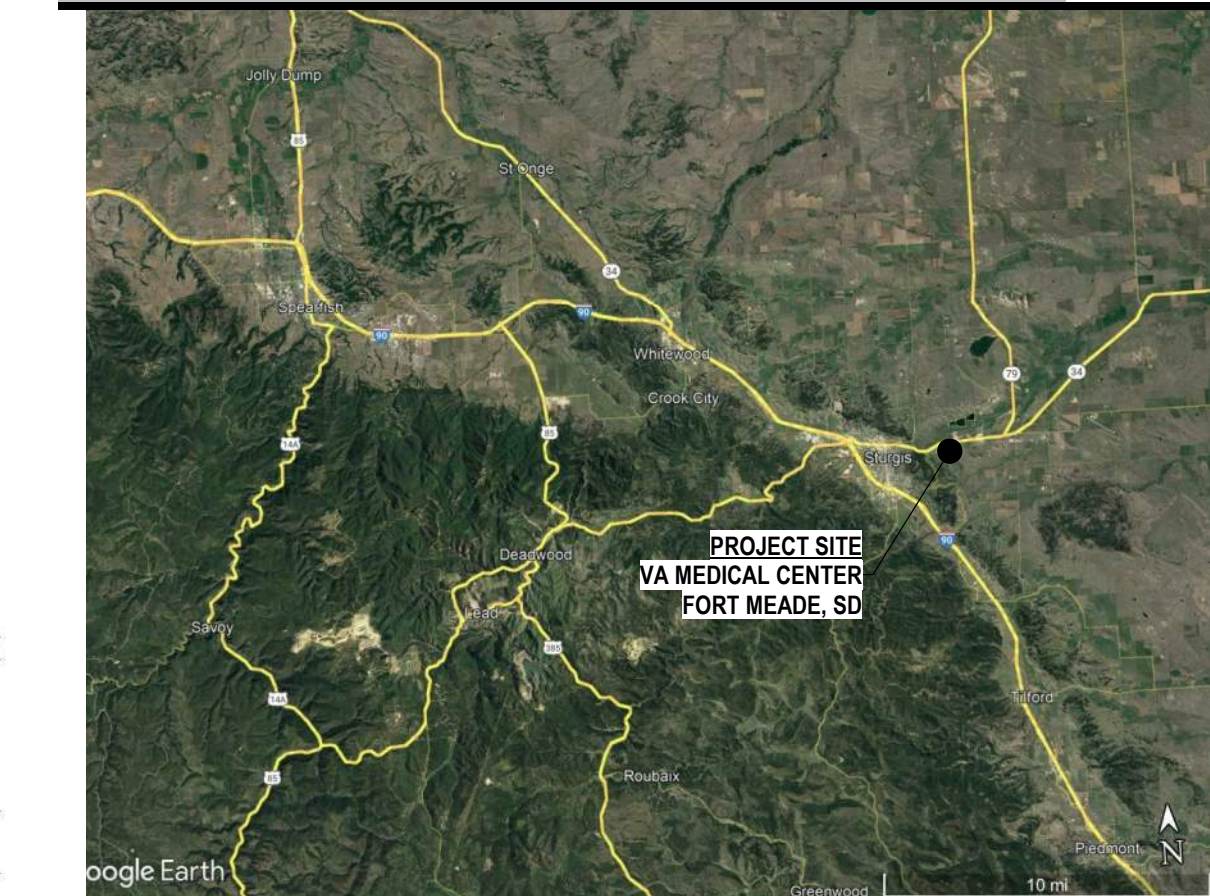 Jolly Dump
85
St Onge
34
Spearfish
90
90
Whitewood
79
34
Crook City
14A
85
Sturgis
90
PROJECT SITE
VA MEDICAL CENTER
FORT MEADE, SD
Deadwood
Lead
Savoy
385
14A
Tilford
85
Roubaix
Piedmont
N
oogle Earth
Greenwood
10 mi